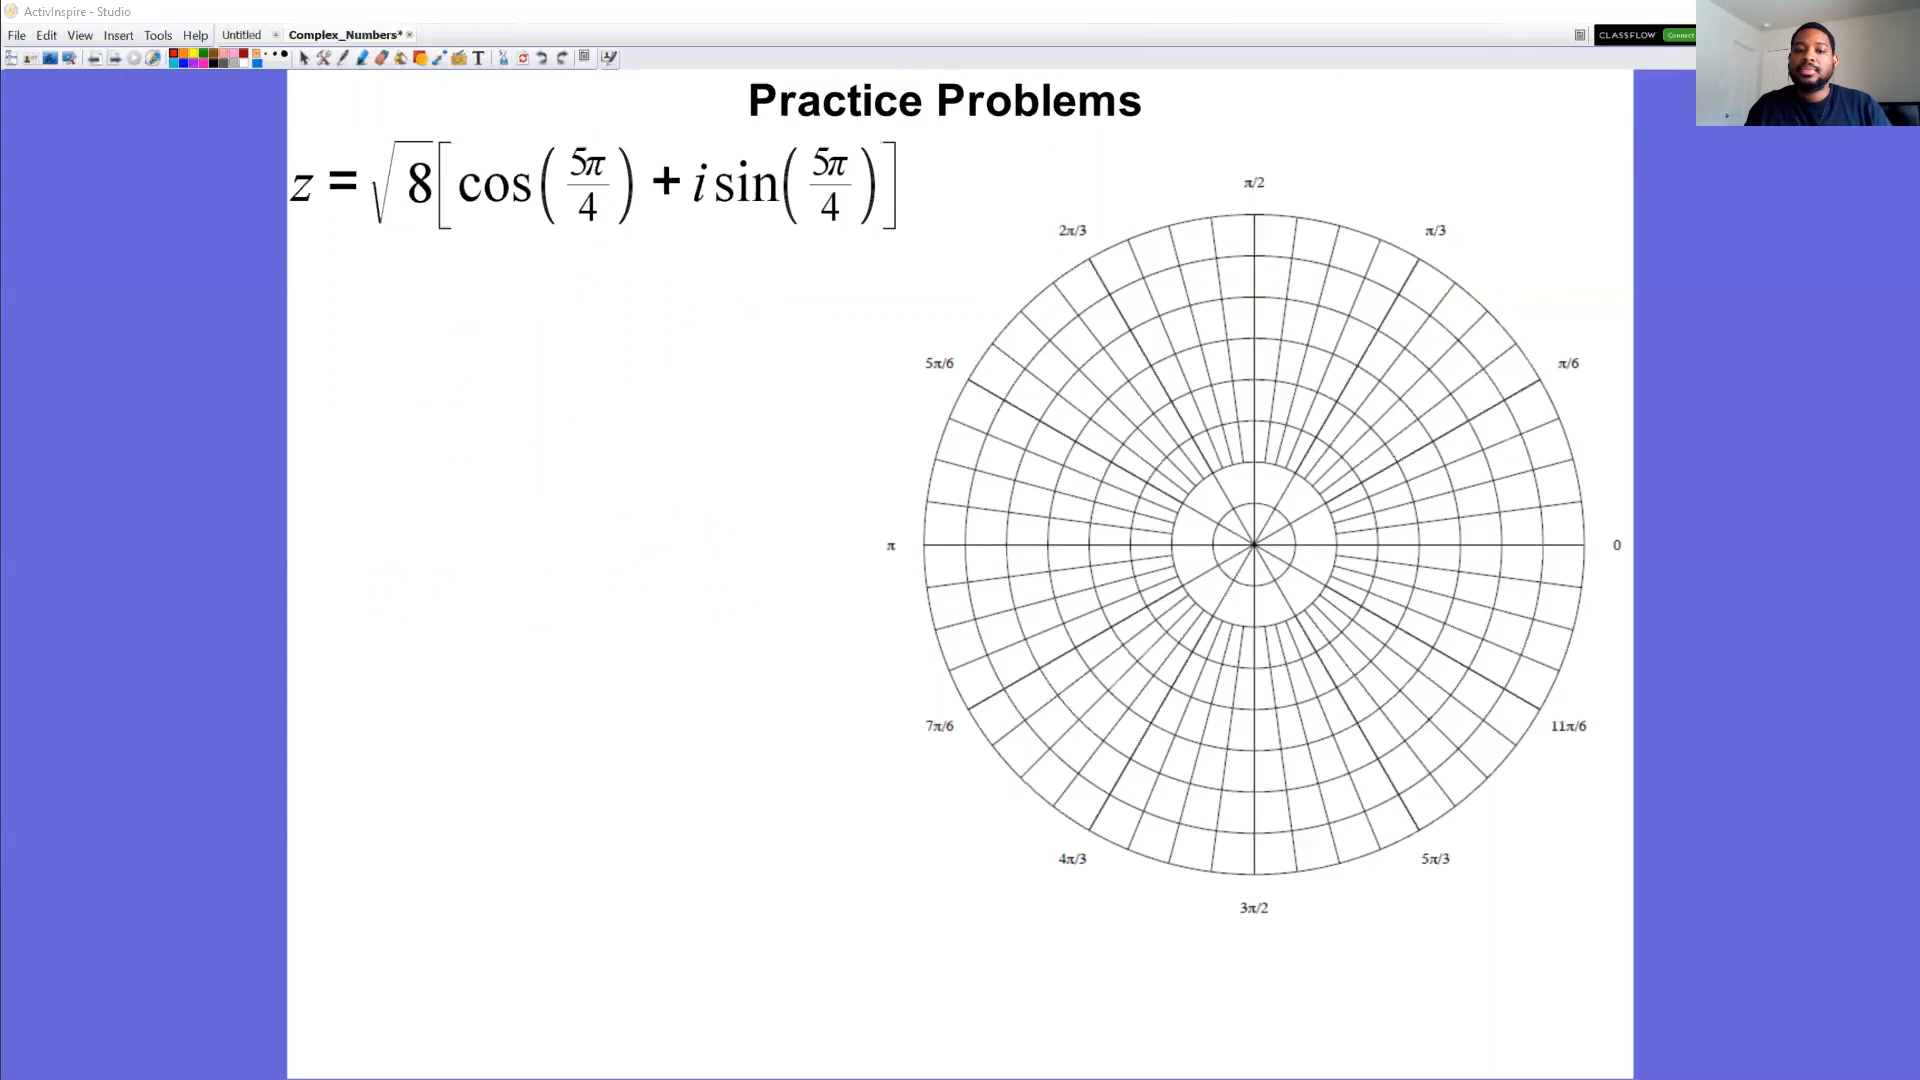 ActivInspire - Studio
File Edit View Insert Tools Help Untitled Complex_Numbers*
CLASSFLOW Connect
T
Practice Problems
z = √8[cos(5π/4) + i sin(5π/4)]
π/2
2π/3 π/3
5π/6 π/6
π 0
7π/6 11π/6
4π/3 5π/3
3π/2